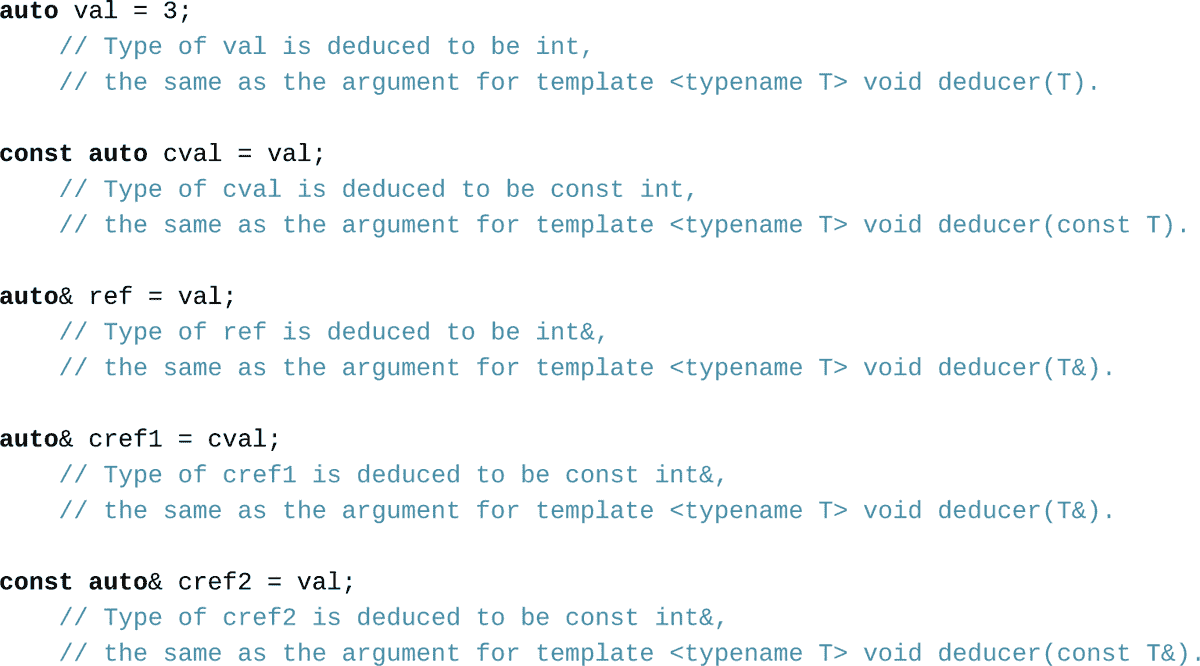 auto val = 3;
    // Type of val is deduced to be int,
    // the same as the argument for template <typename T> void deducer(T).

const auto cval = val;
    // Type of cval is deduced to be const int,
    // the same as the argument for template <typename T> void deducer(const T).

auto& ref = val;
    // Type of ref is deduced to be int&,
    // the same as the argument for template <typename T> void deducer(T&).

auto& cref1 = cval;
    // Type of cref1 is deduced to be const int&,
    // the same as the argument for template <typename T> void deducer(T&).

const auto& cref2 = val;
    // Type of cref2 is deduced to be const int&,
    // the same as the argument for template <typename T> void deducer(const T&)